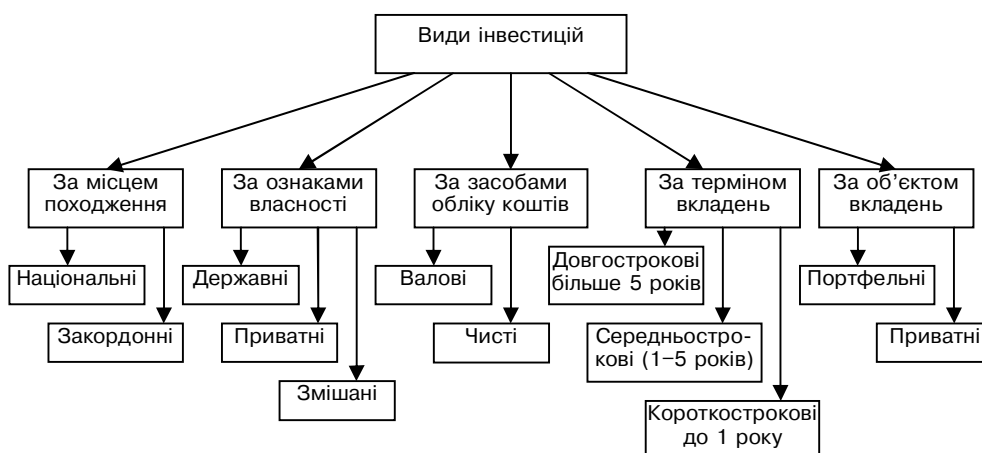 Види інвестицій
За місцем
походження
За ознаками
власності
За засобами
обліку коштів
За терміном
вкладень
За об’єктом
вкладень
Національні
Закордонні
Державні
Приватні
Змішані
Валові
Чисті
Довгострокові
більше 5 років
Середньостро-
кові (1–5 років)
Короткострокові
до 1 року
Портфельні
Приватні